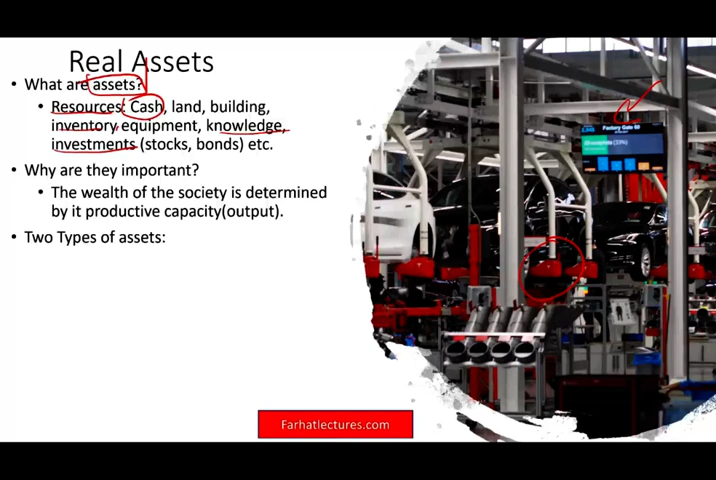 Real Assets
• What are assets?
• Resources: Cash, land, building,
inventory, equipment, knowledge,
investments (stocks, bonds) etc.
• Why are they important?
• The wealth of the society is determined
by it productive capacity(output).
• Two Types of assets:
Factory Gate 60
Farhatlectures.com